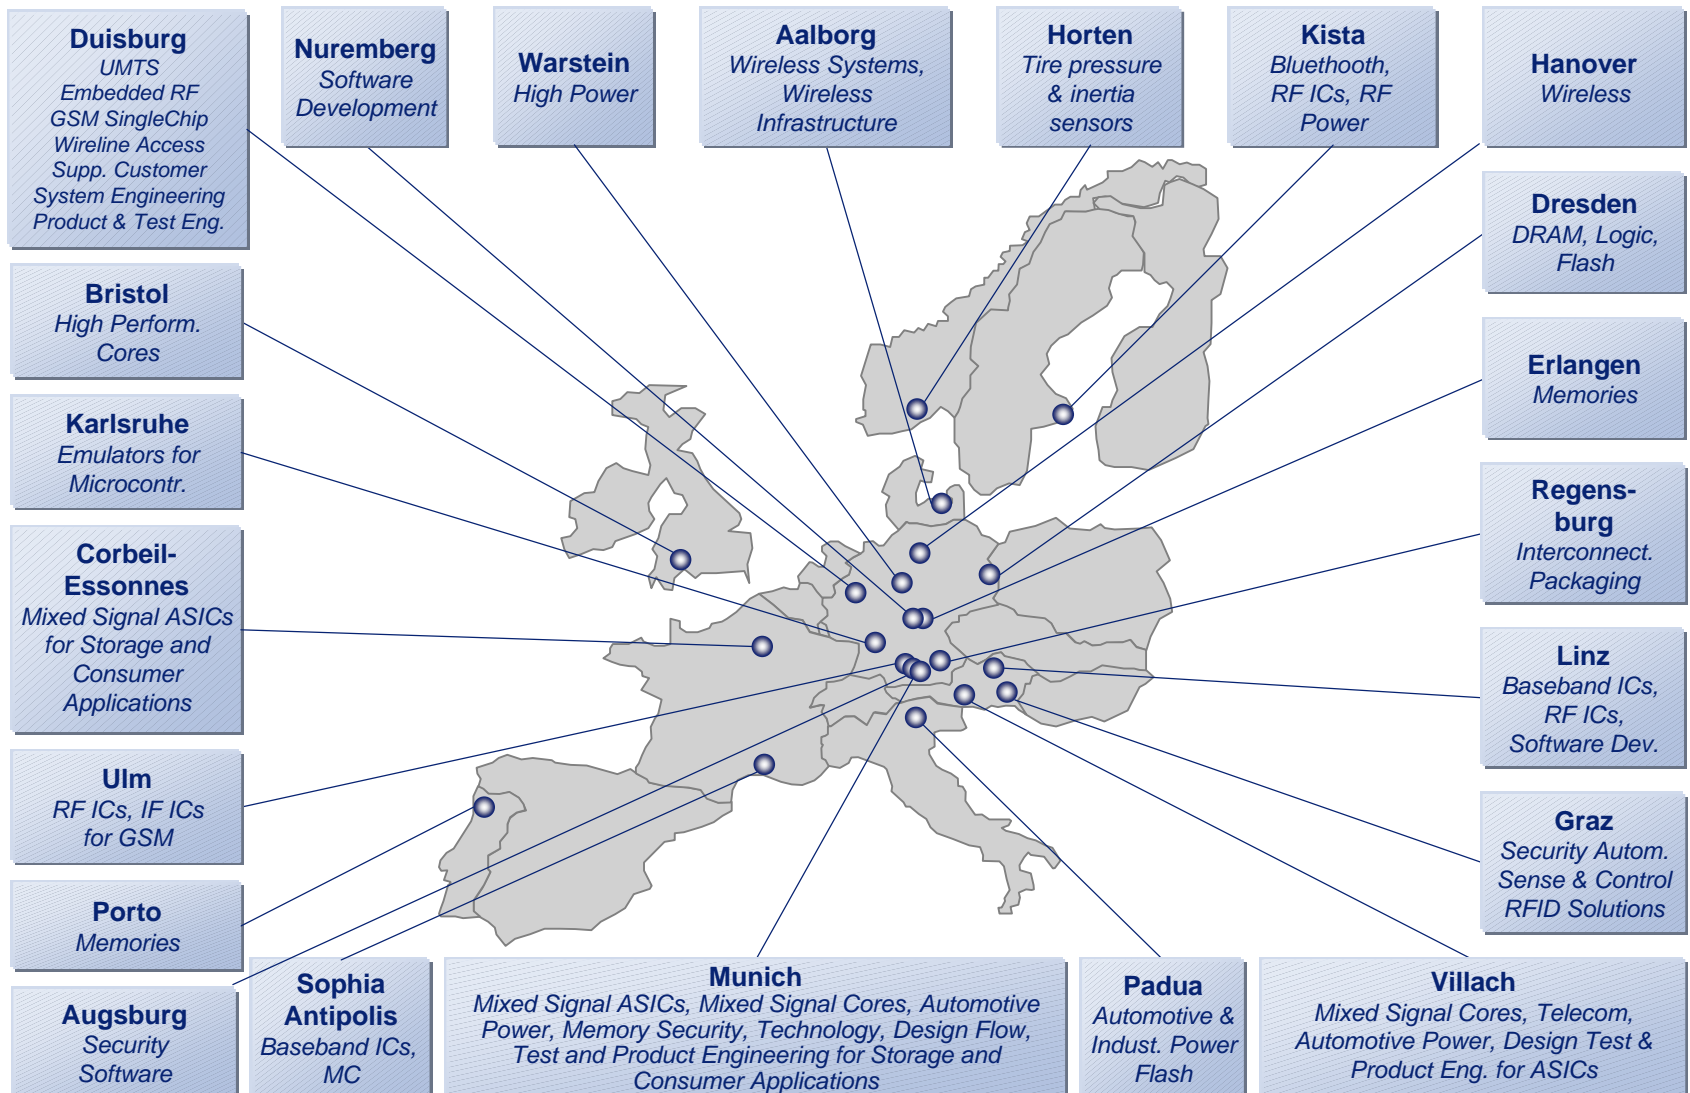 Duisburg
UMTS
Embedded RF
GSM SingleChip
Wireline Access
Supp. Customer
System Engineering
Product & Test Eng.
Nuremberg
Software
Development
Warstein
High Power
Aalborg
Wireless Systems,
Wireless
Infrastructure
Horten
Tire pressure
& inertia
sensors
Kista
Bluethooth,
RF ICs, RF
Power
Hanover
Wireless
Dresden
DRAM, Logic,
Flash
Bristol
High Perform.
Cores
Erlangen
Memories
Karlsruhe
Emulators for
Microcontr.
Regens-
burg
Interconnect.
Packaging
Corbeil-
Essonnes
Mixed Signal ASICs
for Storage and
Consumer
Applications
Linz
Baseband ICs,
RF ICs,
Software Dev.
Ulm
RF ICs, IF ICs
for GSM
Graz
Security Autom.
Sense & Control
RFID Solutions
Porto
Memories
Augsburg
Security
Software
Sophia
Antipolis
Baseband ICs,
MC
Munich
Mixed Signal ASICs, Mixed Signal Cores, Automotive
Power, Memory Security, Technology, Design Flow,
Test and Product Engineering for Storage and
Consumer Applications
Padua
Automotive &
Indust. Power
Flash
Villach
Mixed Signal Cores, Telecom,
Automotive Power, Design Test &
Product Eng. for ASICs